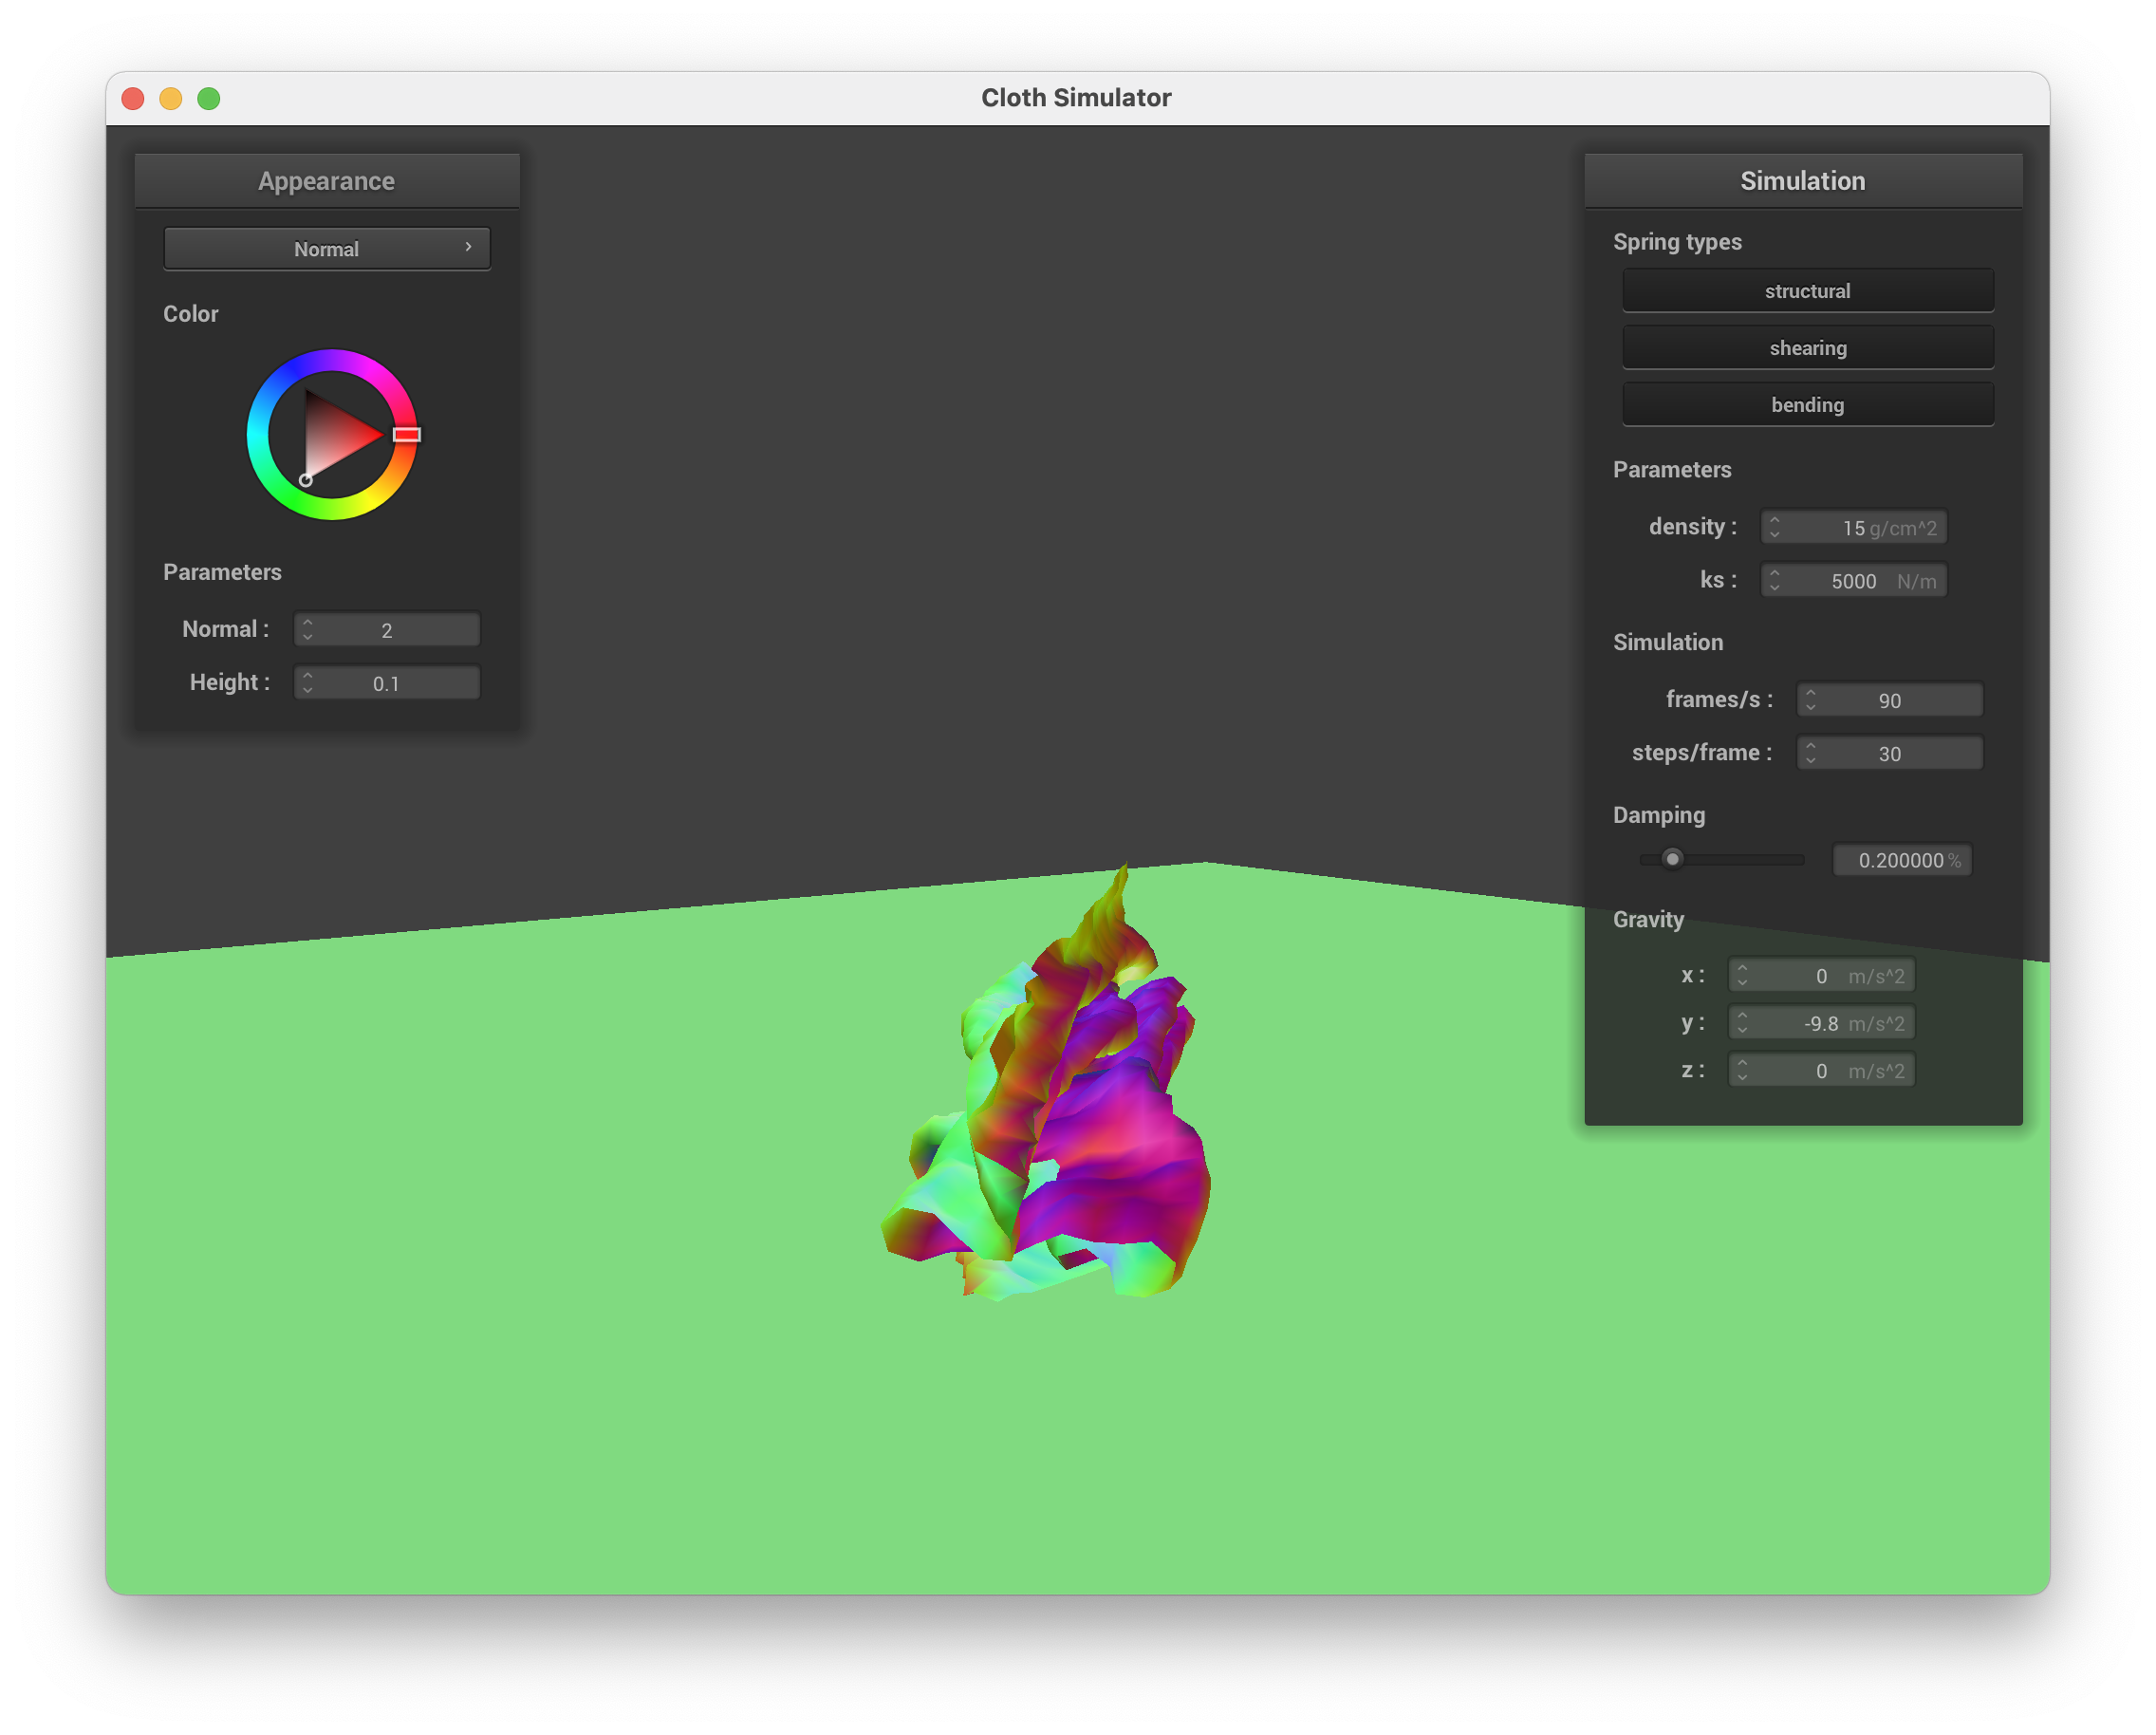 Cloth Simulator
Appearance
Normal
Color
Parameters
Normal : 2
Height : 0.1
Simulation
Spring types
structural
shearing
bending
Parameters
density : 15 g/cm^2
ks : 5000 N/m
Simulation
frames/s : 90
steps/frame : 30
Damping
0.200000 %
Gravity
x : 0 m/s^2
y : -9.8 m/s^2
z : 0 m/s^2